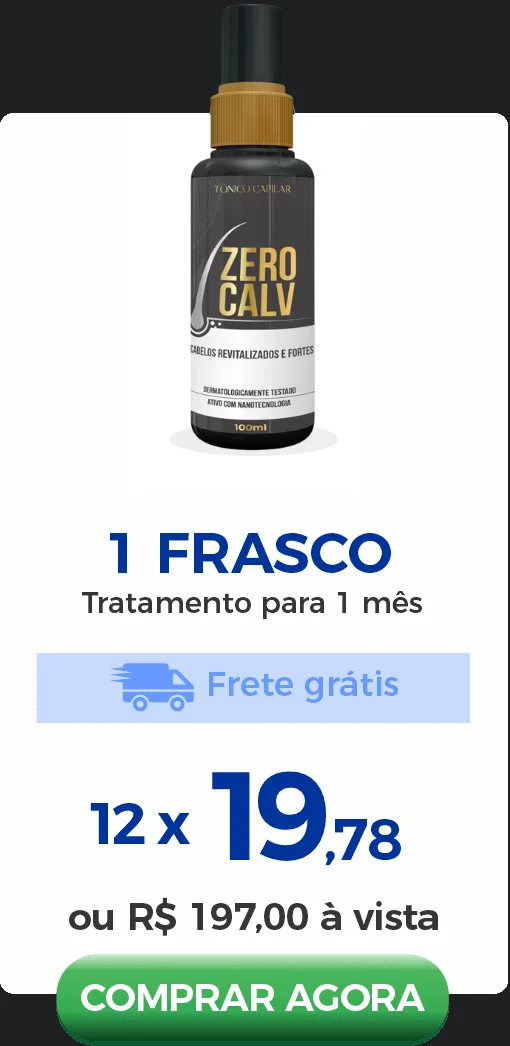 TÔNICO CAPILAR
ZERO
CALV
CABELOS REVITALIZADOS E FORTES
DERMATOLOGICAMENTE TESTADO
ATIVO COM NANOTECNOLOGIA
100ml
1 FRASCO
Tratamento para 1 mês
Frete grátis
12 x 19,78
ou R$ 197,00 à vista
COMPRAR AGORA